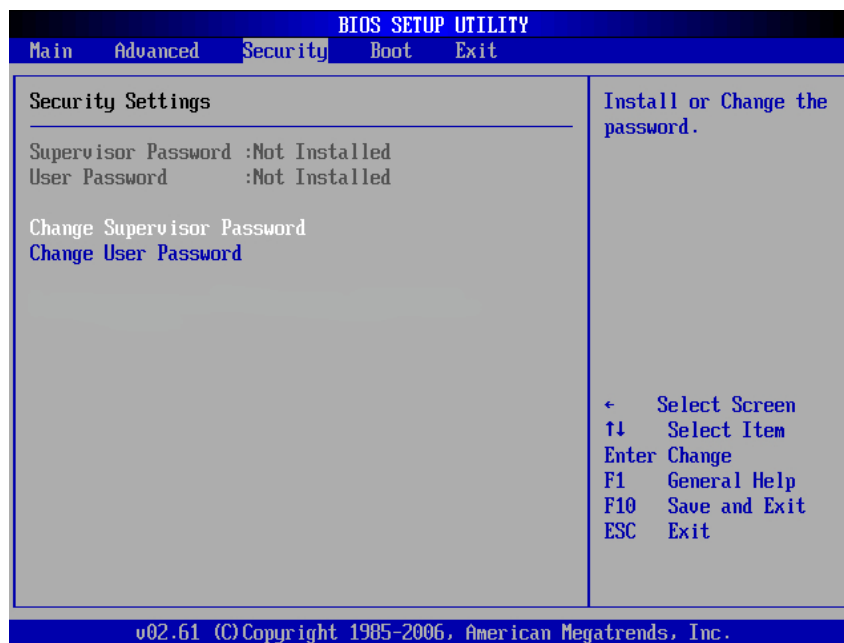 BIOS SETUP UTILITY
Main Advanced Security Boot Exit
Security Settings
Supervisor Password :Not Installed
User Password :Not Installed
Change Supervisor Password
Change User Password
Install or Change the
password.
← Select Screen
↑↓ Select Item
Enter Change
F1 General Help
F10 Save and Exit
ESC Exit
v02.61 (C)Copyright 1985-2006, American Megatrends, Inc.